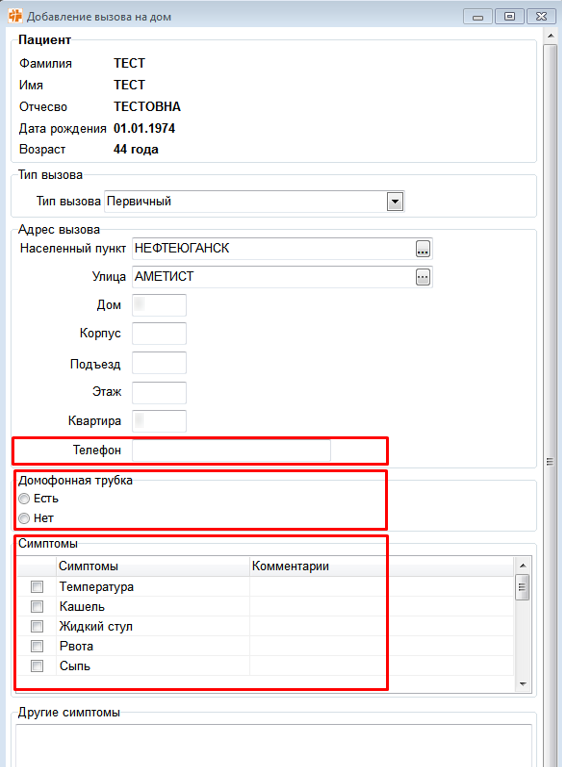 Добавление вызова на дом
Пациент
Фамилия ТЕСТ
Имя ТЕСТ
Отчесво ТЕСТОВНА
Дата рождения 01.01.1974
Возраст 44 года
Тип вызова
Тип вызова Первичный
Адрес вызова
Населенный пункт НЕФТЕЮГАНСК ...
Улица АМЕТИСТ ...
Дом
Корпус
Подъезд
Этаж
Квартира
Телефон
Домофонная трубка
Есть
Нет
Симптомы
Симптомы Комментарии
Температура
Кашель
Жидкий стул
Рвота
Сыпь
Другие симптомы